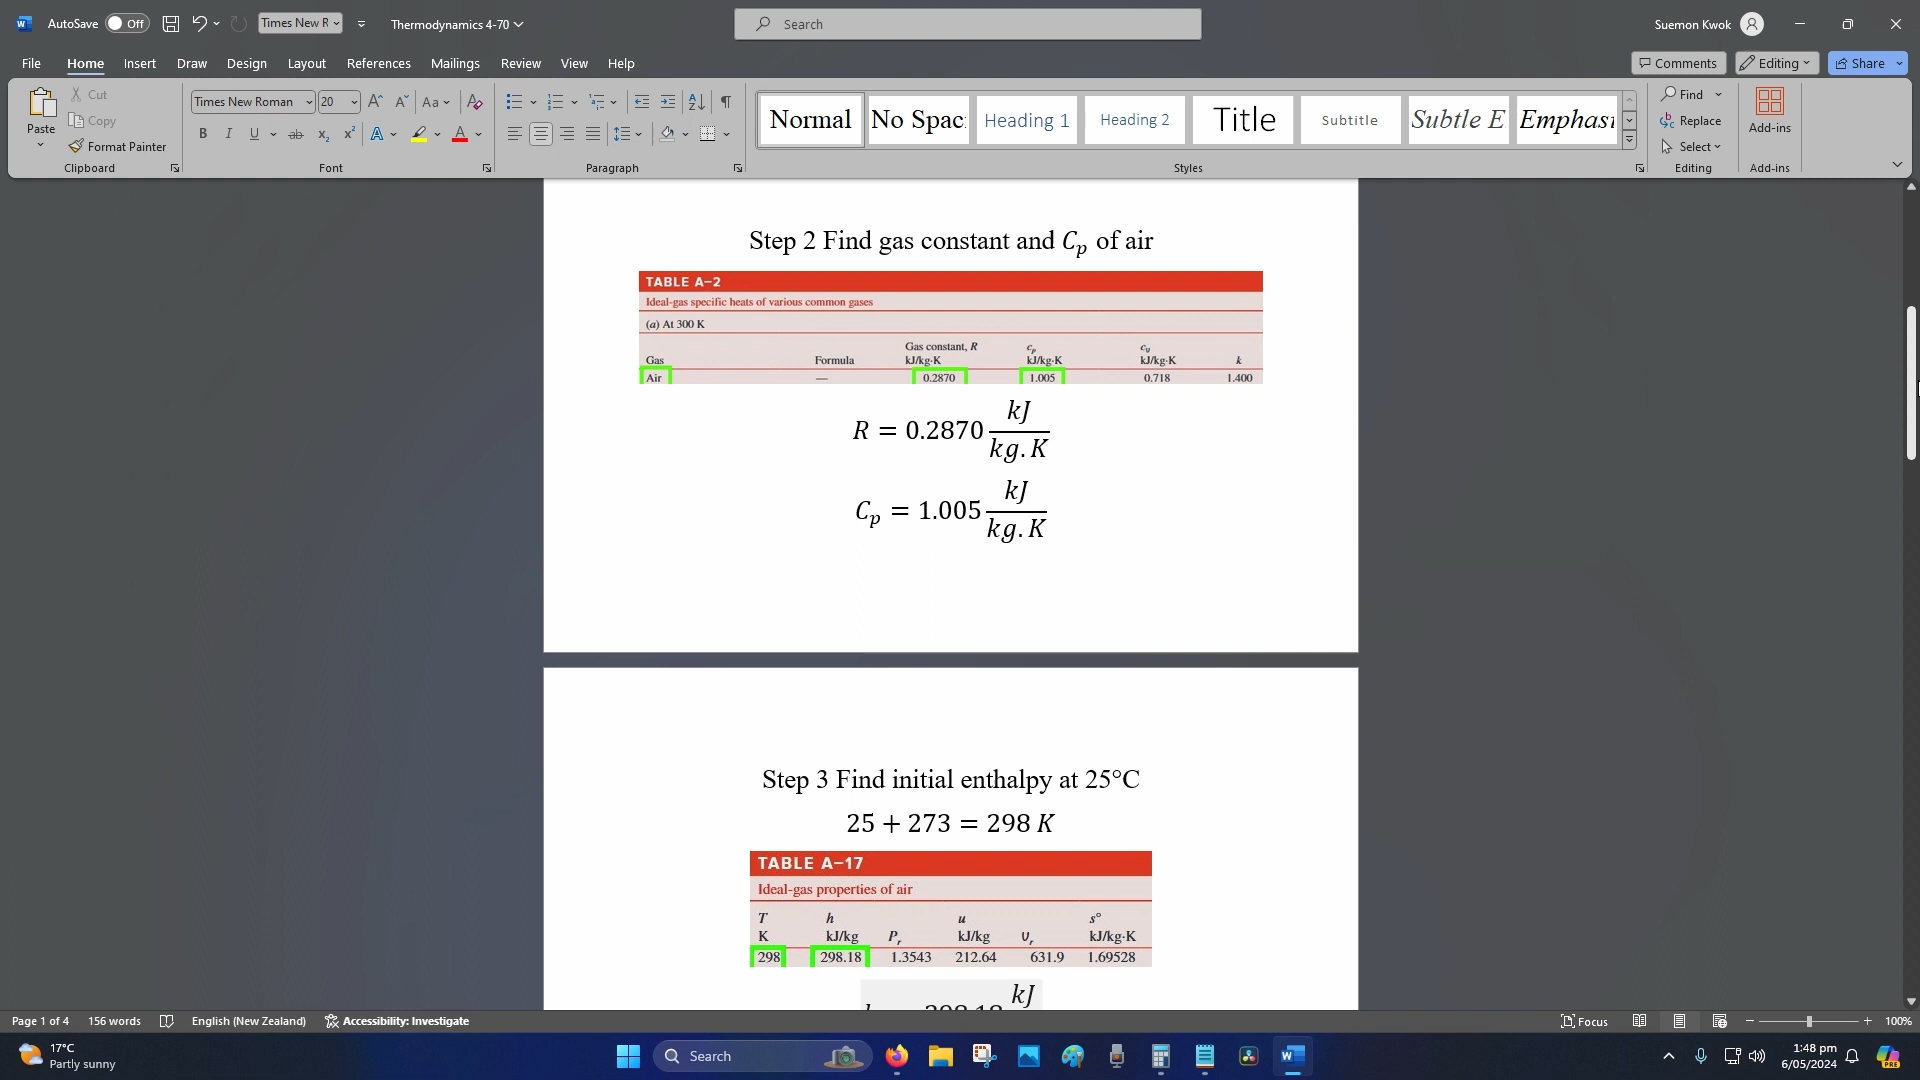 AutoSave Off Times New R Thermodynamics 4-70 Search Suemon Kwok
File Home Insert Draw Design Layout References Mailings Review View Help Comments Editing Share
Paste Cut Copy Format Painter
Times New Roman 20 Aa
Normal No Spac Heading 1 Heading 2 Title Subtitle Subtle E Emphasi
Find Replace Select Add-ins
Clipboard Font Paragraph Styles Editing Add-ins
Step 2 Find gas constant and Cp of air
TABLE A–2
Ideal-gas specific heats of various common gases
(a) At 300 K
Gas Formula Gas constant, R kJ/kg·K cp kJ/kg·K cv kJ/kg·K k
Air — 0.2870 1.005 0.718 1.400
R = 0.2870 kJ/kg.K
Cp = 1.005 kJ/kg.K
Step 3 Find initial enthalpy at 25°C
25 + 273 = 298 K
TABLE A–17
Ideal-gas properties of air
T K h kJ/kg Pr u kJ/kg υr s° kJ/kg·K
298 298.18 1.3543 212.64 631.9 1.69528
kJ
Page 1 of 4 156 words English (New Zealand) Accessibility: Investigate Focus 100%
17°C
Partly sunny
Search
1:48 pm
6/05/2024
PRE